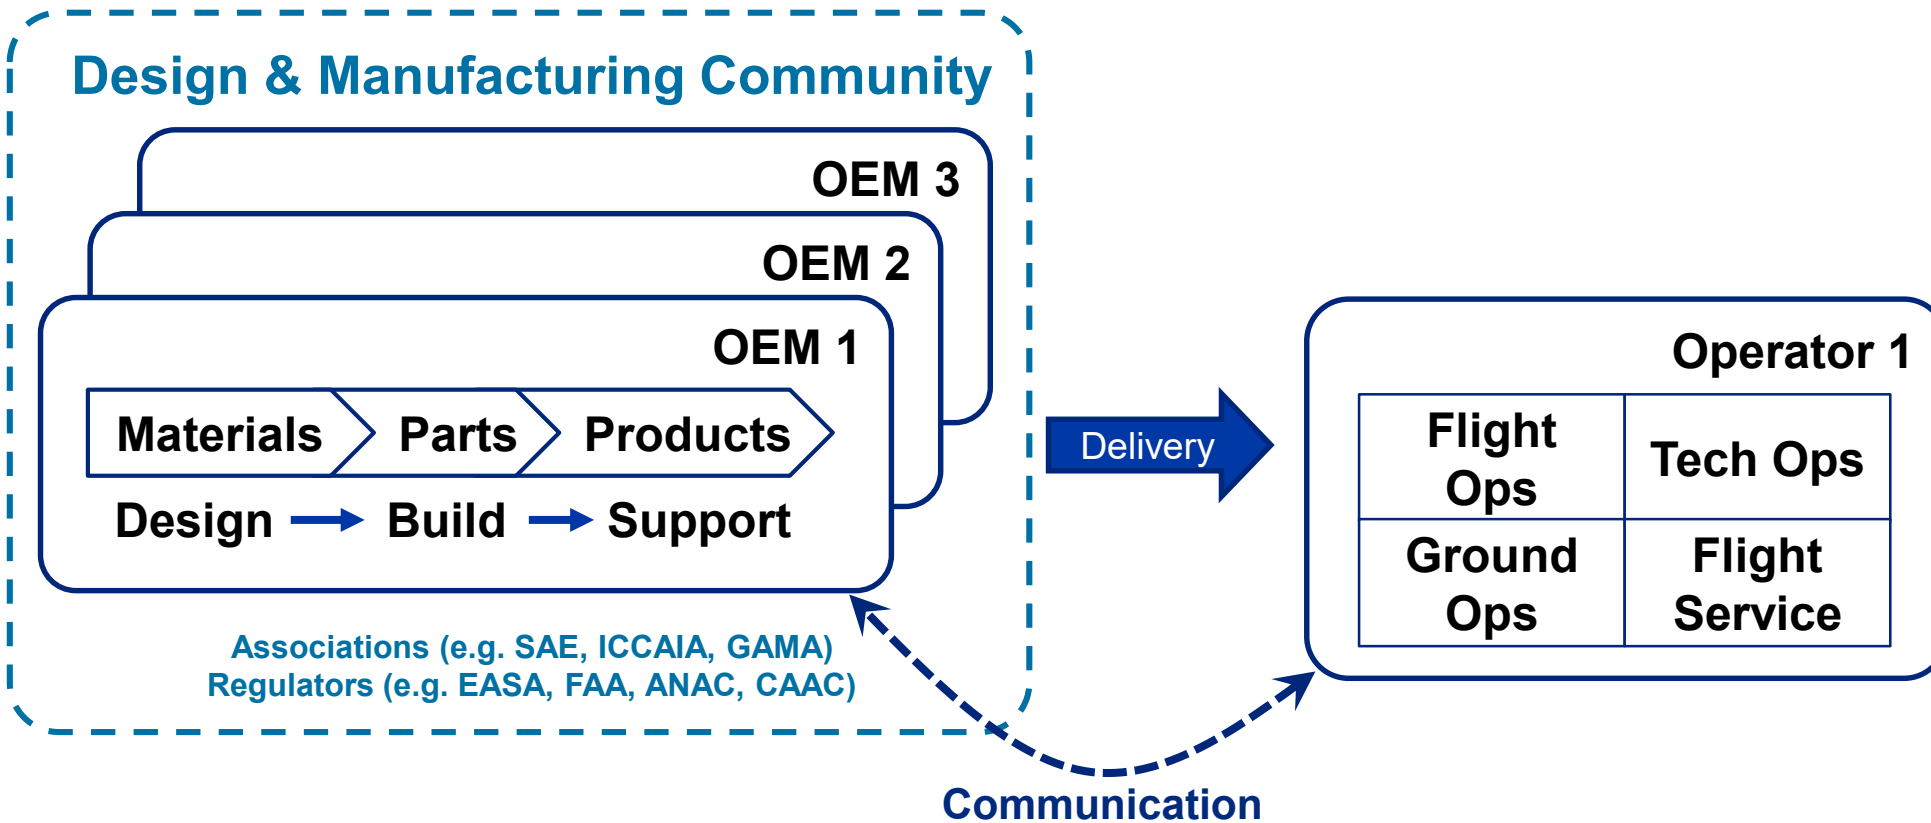 Design & Manufacturing Community
OEM 3
OEM 2
OEM 1
Materials Parts Products
Design Build Support
Associations (e.g. SAE, ICCAIA, GAMA)
Regulators (e.g. EASA, FAA, ANAC, CAAC)
Delivery
Communication
Operator 1
Flight
Ops
Tech Ops
Ground
Ops
Flight
Service